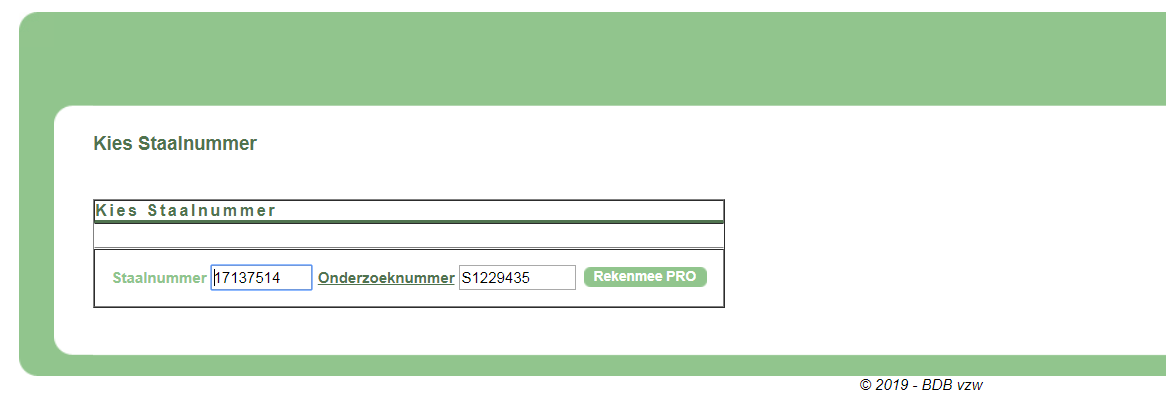 Kies Staalnummer
Kies Staalnummer
Staalnummer 17137514 Onderzoeknummer S1229435 Rekenmee PRO
© 2019 - BDB vzw